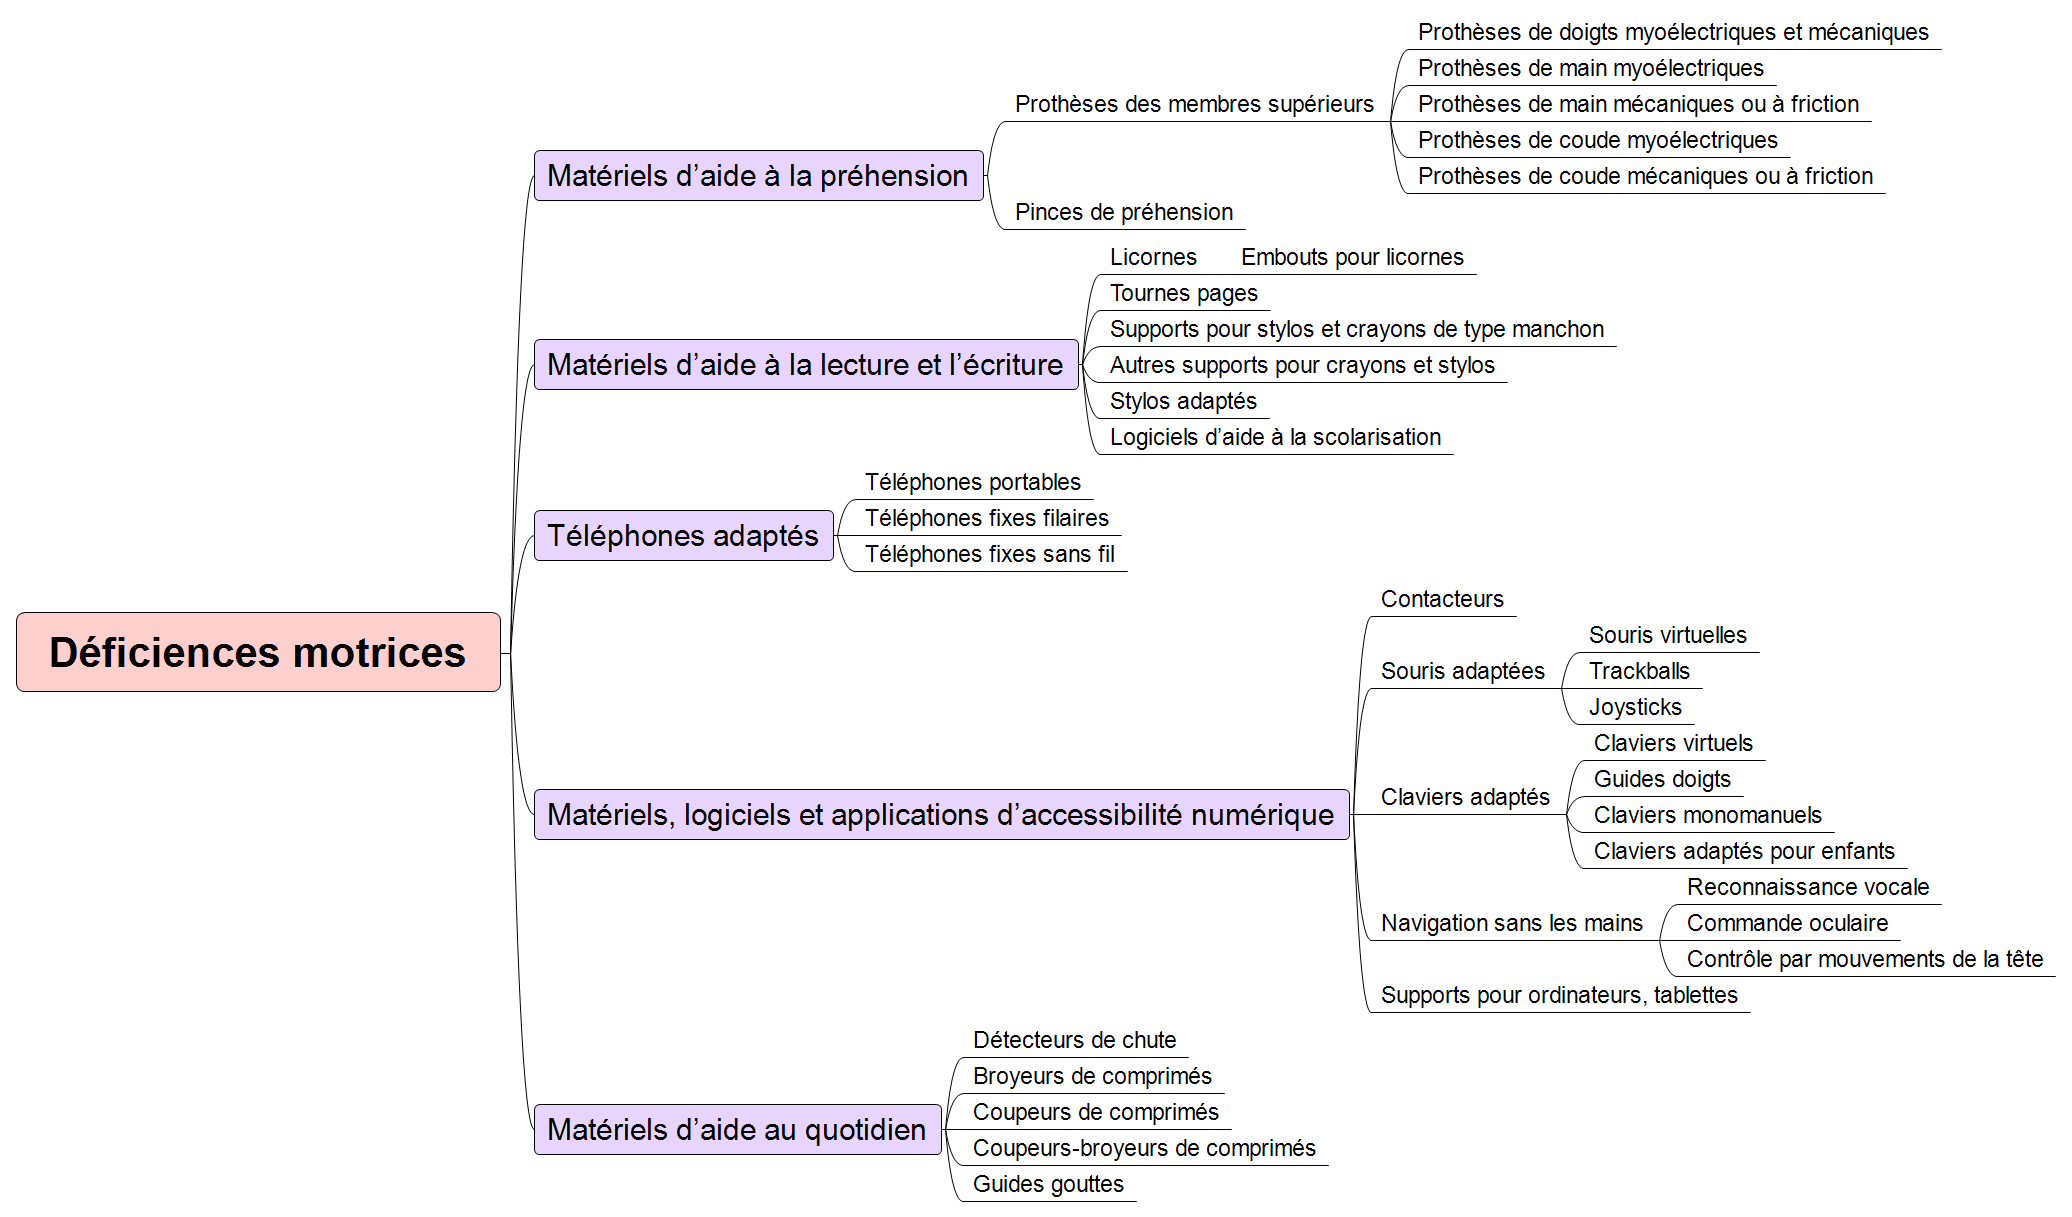 Déficiences motrices
Matériels d’aide à la préhension
Prothèses des membres supérieurs
Prothèses de doigts myoélectriques et mécaniques
Prothèses de main myoélectriques
Prothèses de main mécaniques ou à friction
Prothèses de coude myoélectriques
Prothèses de coude mécaniques ou à friction
Pinces de préhension
Matériels d’aide à la lecture et l’écriture
Licornes
Embouts pour licornes
Tournes pages
Supports pour stylos et crayons de type manchon
Autres supports pour crayons et stylos
Stylos adaptés
Logiciels d’aide à la scolarisation
Téléphones adaptés
Téléphones portables
Téléphones fixes filaires
Téléphones fixes sans fil
Matériels, logiciels et applications d’accessibilité numérique
Contacteurs
Souris adaptées
Souris virtuelles
Trackballs
Joysticks
Claviers adaptés
Claviers virtuels
Guides doigts
Claviers monomanuels
Claviers adaptés pour enfants
Navigation sans les mains
Reconnaissance vocale
Commande oculaire
Contrôle par mouvements de la tête
Supports pour ordinateurs, tablettes
Matériels d’aide au quotidien
Détecteurs de chute
Broyeurs de comprimés
Coupeurs de comprimés
Coupeurs-broyeurs de comprimés
Guides gouttes